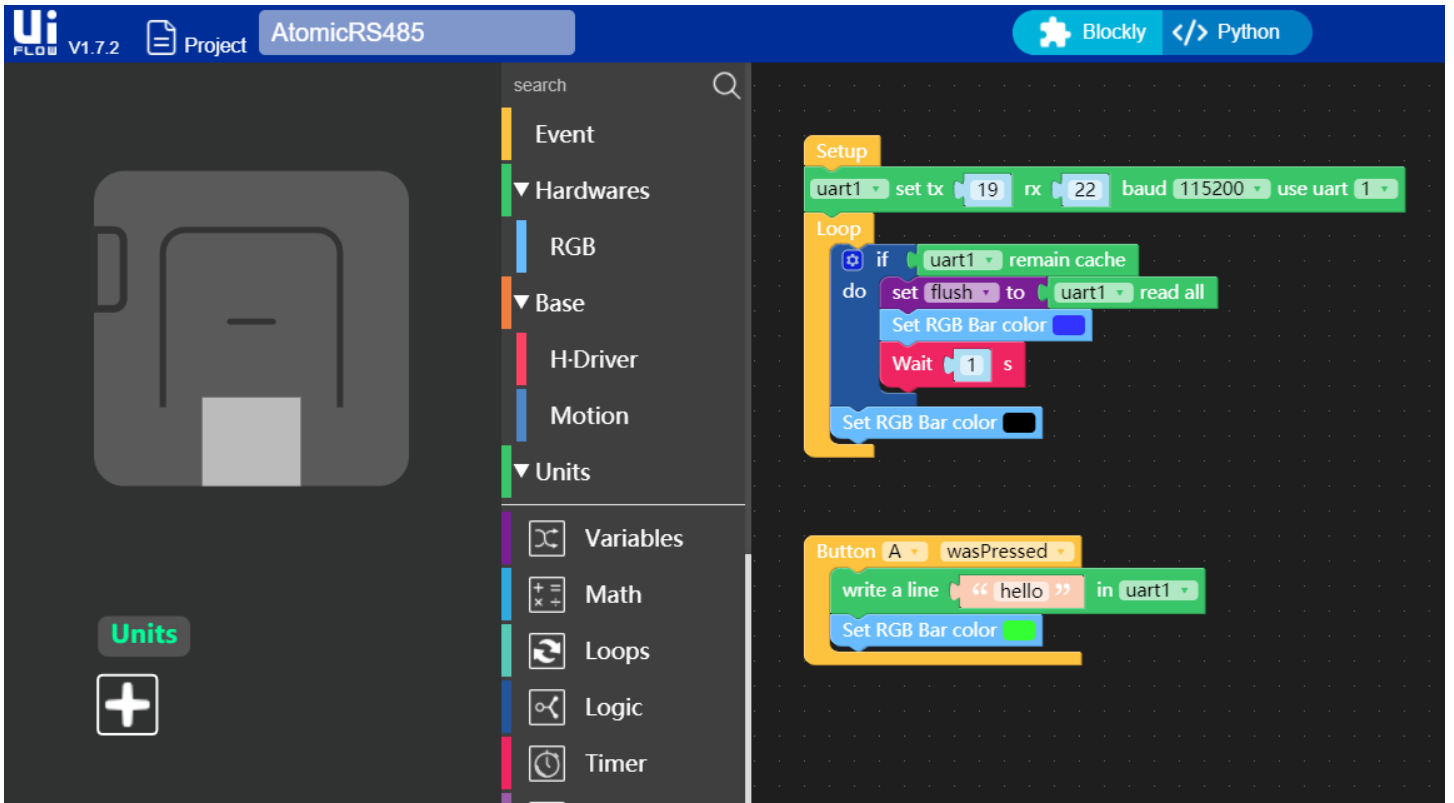 Ui FLOW V1.7.2 Project AtomicRS485 Blockly </> Python
search
Event
Hardwares
RGB
Base
H·Driver
Motion
Units
Variables
Math
Loops
Logic
Timer
Units
Setup
uart1 set tx 19 rx 22 baud 115200 use uart 1
Loop
if uart1 remain cache
do set flush to uart1 read all
Set RGB Bar color
Wait 1 s
Set RGB Bar color
Button A wasPressed
write a line “ hello ” in uart1
Set RGB Bar color